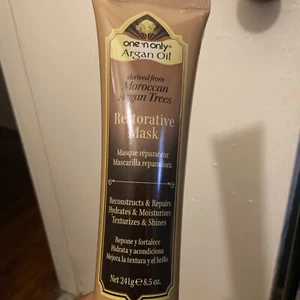 one 'n only®
Argan Oil
derived from
Moroccan
Argan Trees
Restorative
Mask
Masque réparateur
Mascarilla reparadora
Reconstructs & Repairs
Hydrates & Moisturizes
Texturizes & Shines
Repone y fortalece
Hidrata y acondiciona
Mejora la textura y el brillo
Net 241g e 8.5 oz.